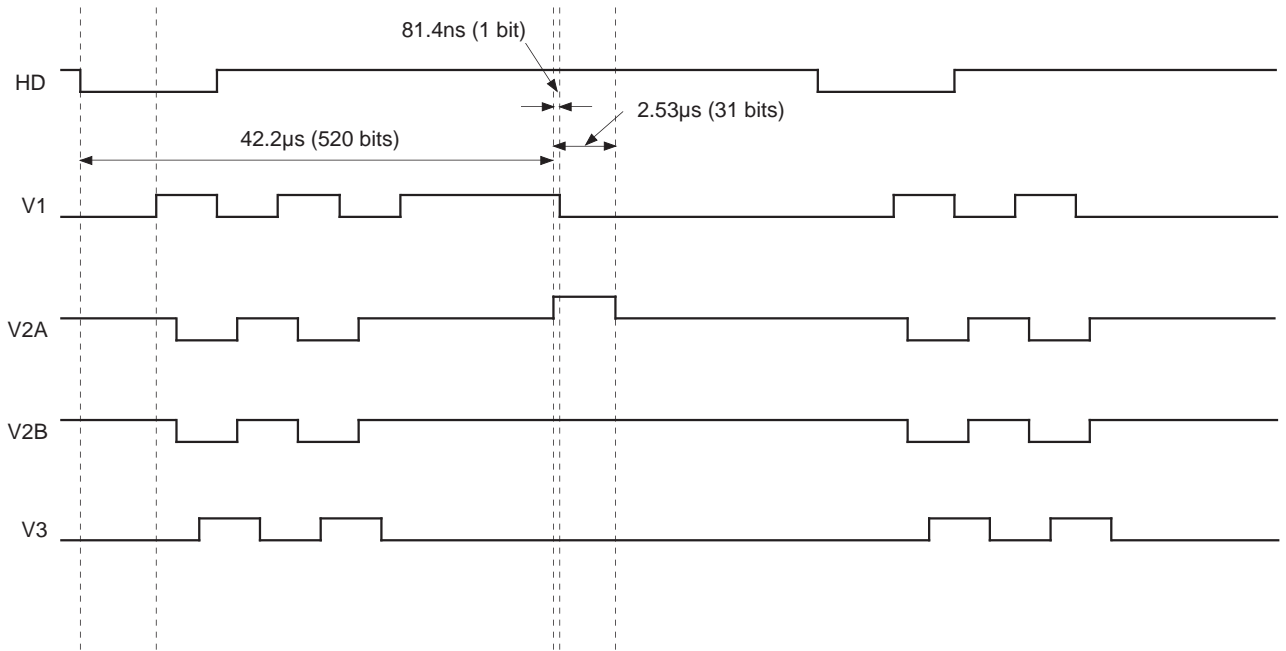 81.4ns (1 bit)
HD
2.53μs (31 bits)
42.2μs (520 bits)
V1
V2A
V2B
V3